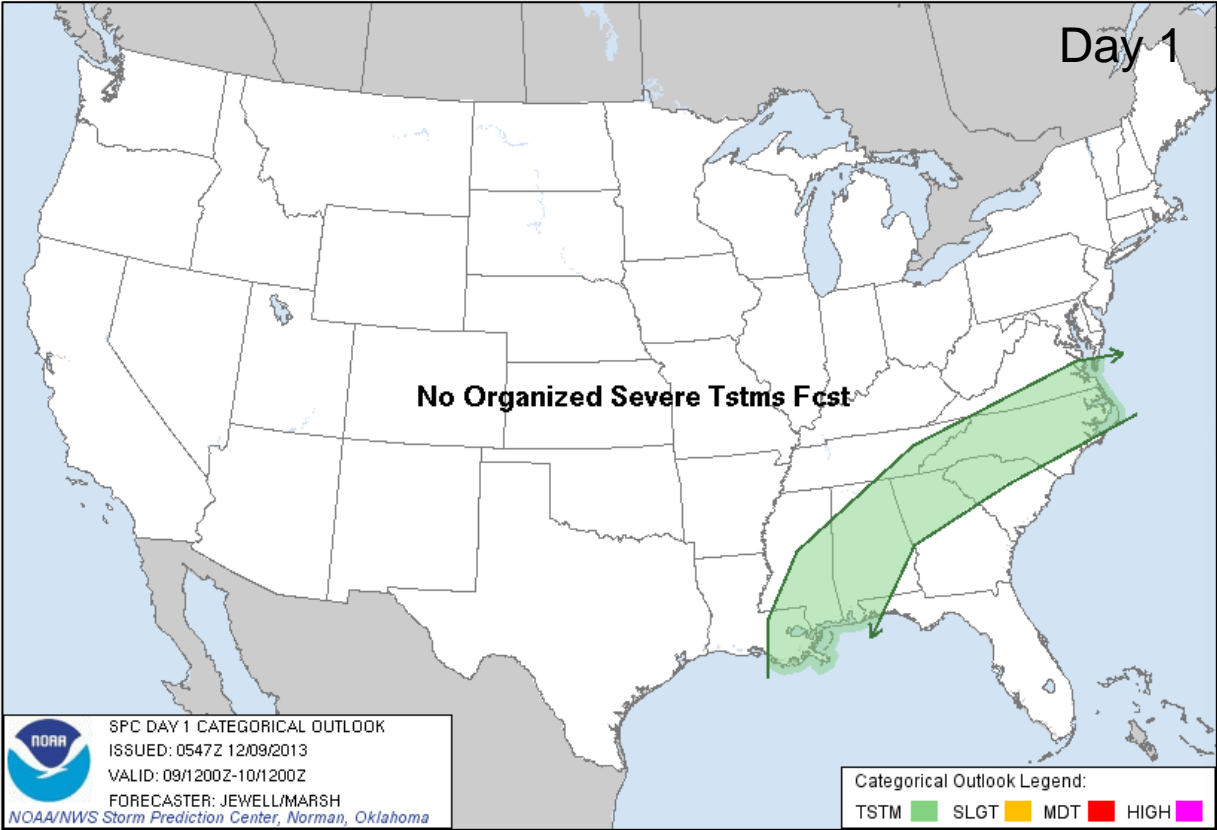 Day 1
No Organized Severe Tstms Fcst
NOAA
SPC DAY 1 CATEGORICAL OUTLOOK
ISSUED: 0547Z 12/09/2013
VALID: 09/1200Z-10/1200Z
FORECASTER: JEWELL/MARSH
NOAA/NWS Storm Prediction Center, Norman, Oklahoma
Categorical Outlook Legend:
TSTM SLGT MDT HIGH